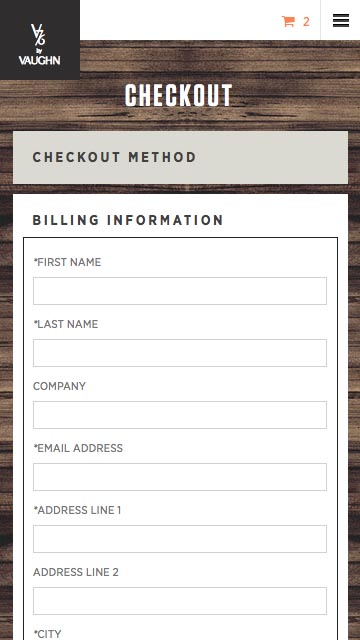 V76
by
VAUGHN
2
CHECKOUT
CHECKOUT METHOD
BILLING INFORMATION
*FIRST NAME
*LAST NAME
COMPANY
*EMAIL ADDRESS
*ADDRESS LINE 1
ADDRESS LINE 2
*CITY